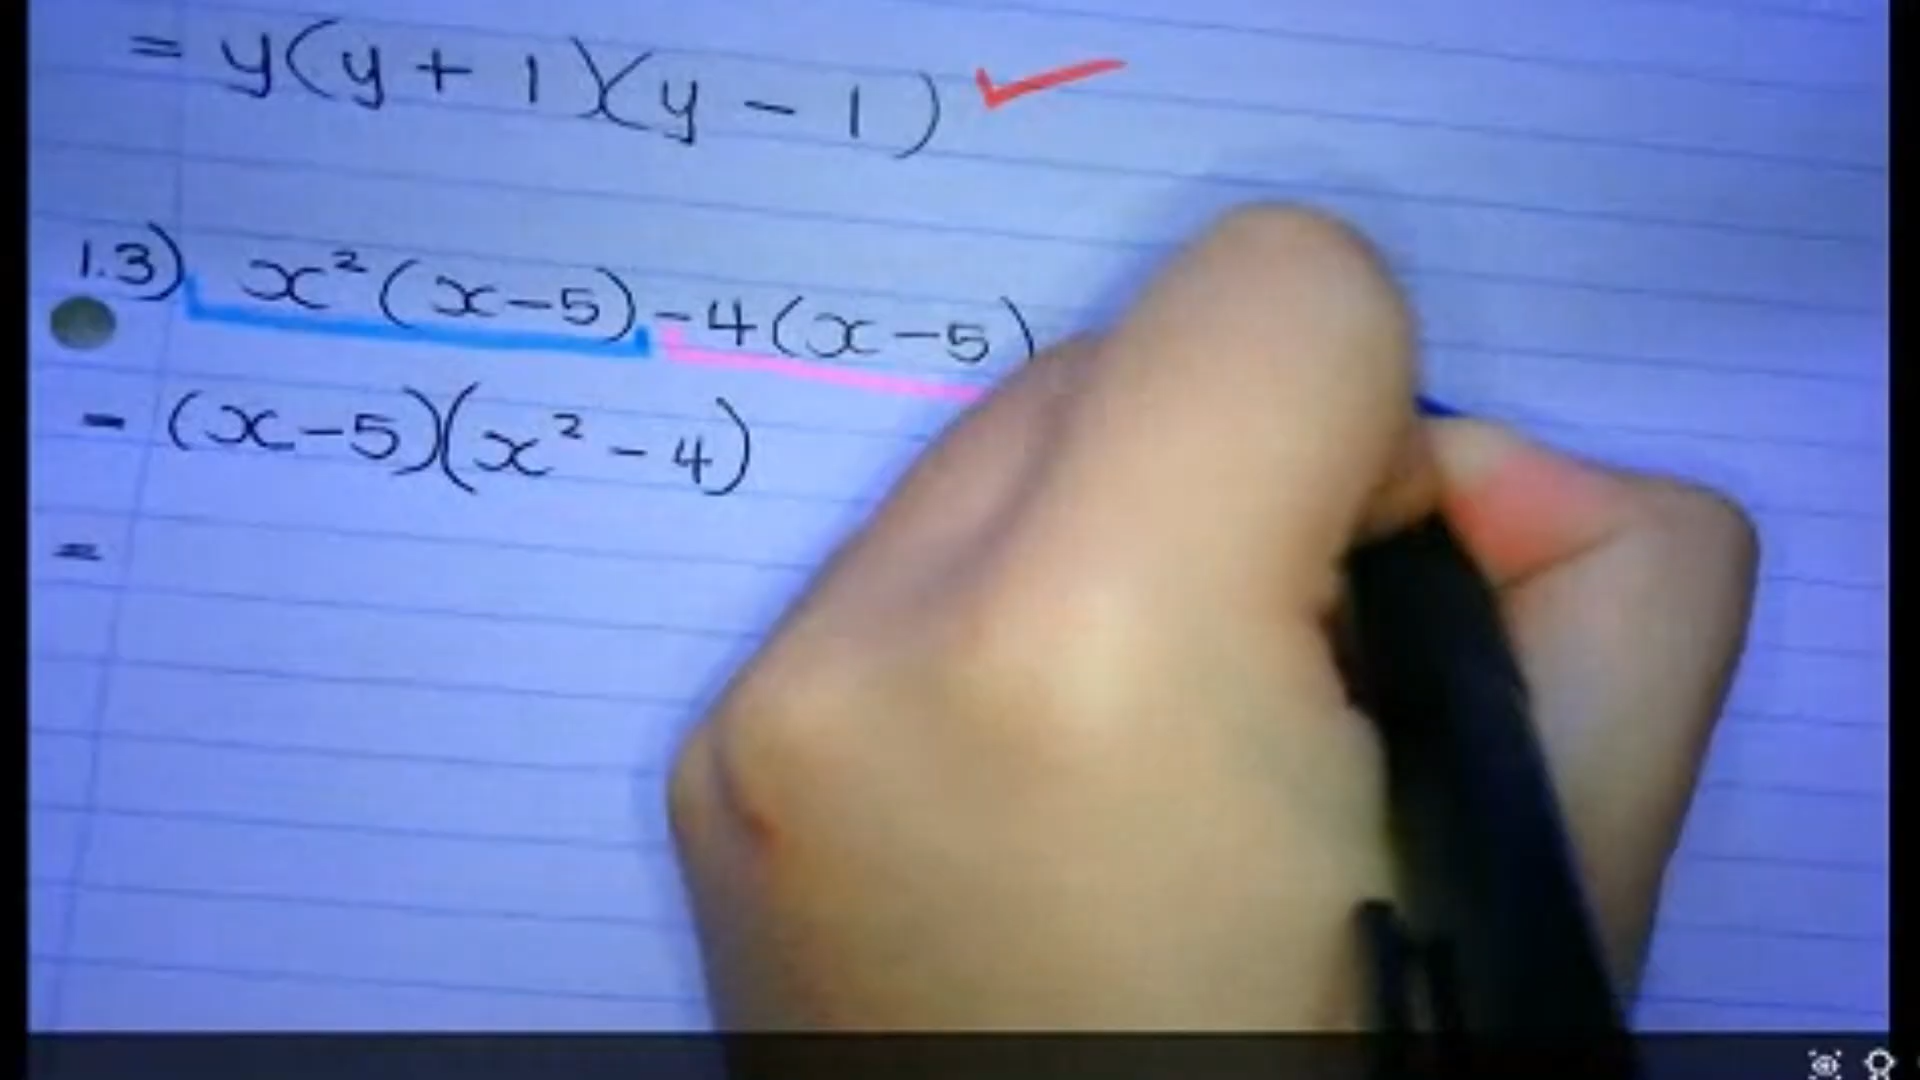 = y(y + 1)(y - 1)
1.3) x²(x-5) -4(x-5)
- (x-5)(x² - 4)
=